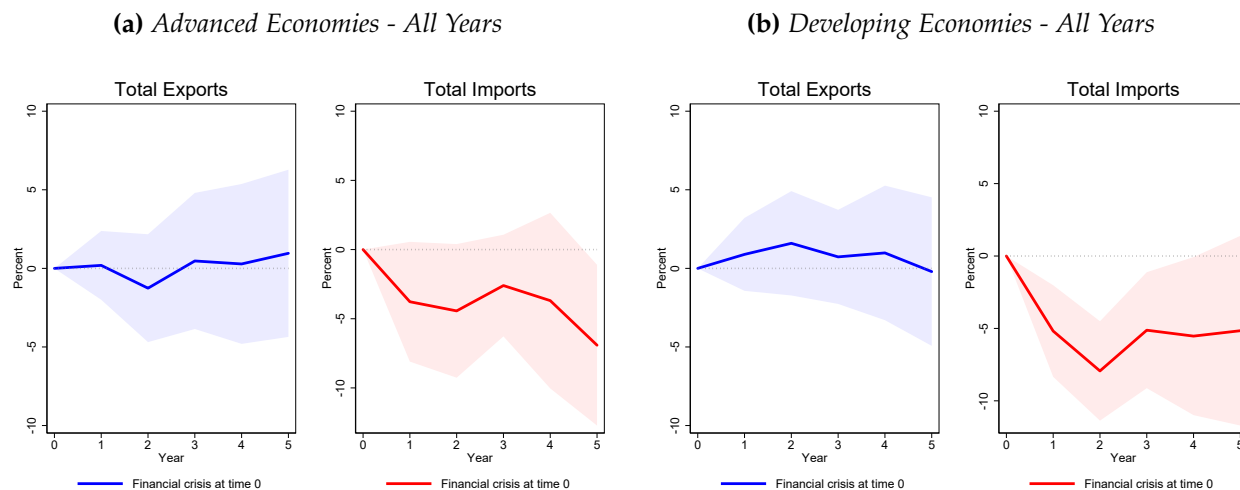 (a) Advanced Economies - All Years
(b) Developing Economies - All Years
Total Exports
Percent
10
5
0
-5
-10
0 1 2 3 4 5
Year
Financial crisis at time 0
Total Imports
Percent
10
5
0
-5
-10
0 1 2 3 4 5
Year
Financial crisis at time 0
Total Exports
Percent
10
5
0
-5
-10
0 1 2 3 4 5
Year
Financial crisis at time 0
Total Imports
Percent
10
5
0
-5
-10
0 1 2 3 4 5
Year
Financial crisis at time 0